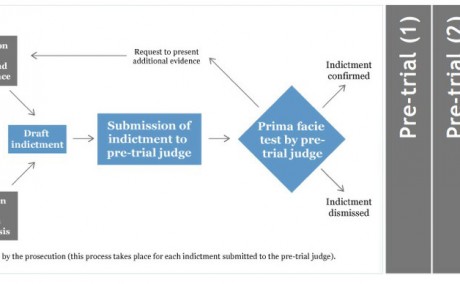 on
nd
nce
Request to present
additional evidence
Indictment
confirmed
Draft
indictment
Submission of
indictment to
pre-trial judge
Prima facie
test by pre-
trial judge
n
sis
Indictment
dismissed
by the prosecution (this process takes place for each indictment submitted to the pre-trial judge).
Pre-trial (1)
Pre-trial (2)